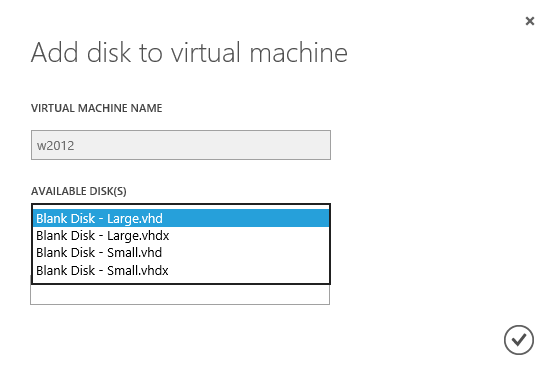 Add disk to virtual machine
VIRTUAL MACHINE NAME
w2012
AVAILABLE DISK(S)
Blank Disk - Large.vhd
Blank Disk - Large.vhdx
Blank Disk - Small.vhd
Blank Disk - Small.vhdx